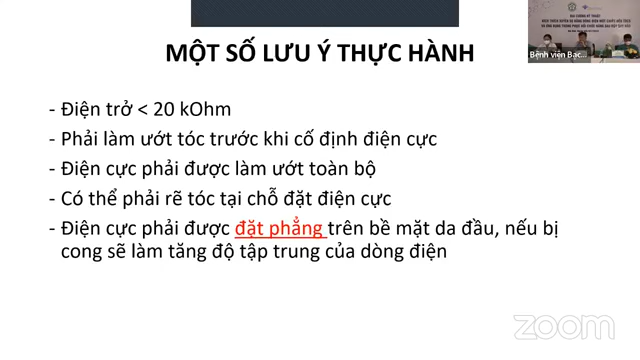 MỘT SỐ LƯU Ý THỰC HÀNH
- Điện trở < 20 kOhm
- Phải làm ướt tóc trước khi cố định điện cực
- Điện cực phải được làm ướt toàn bộ
- Có thể phải rẽ tóc tại chỗ đặt điện cực
- Điện cực phải được đặt phẳng trên bề mặt da đầu, nếu bị
cong sẽ làm tăng độ tập trung của dòng điện
Bệnh viện Bạc...
zoom